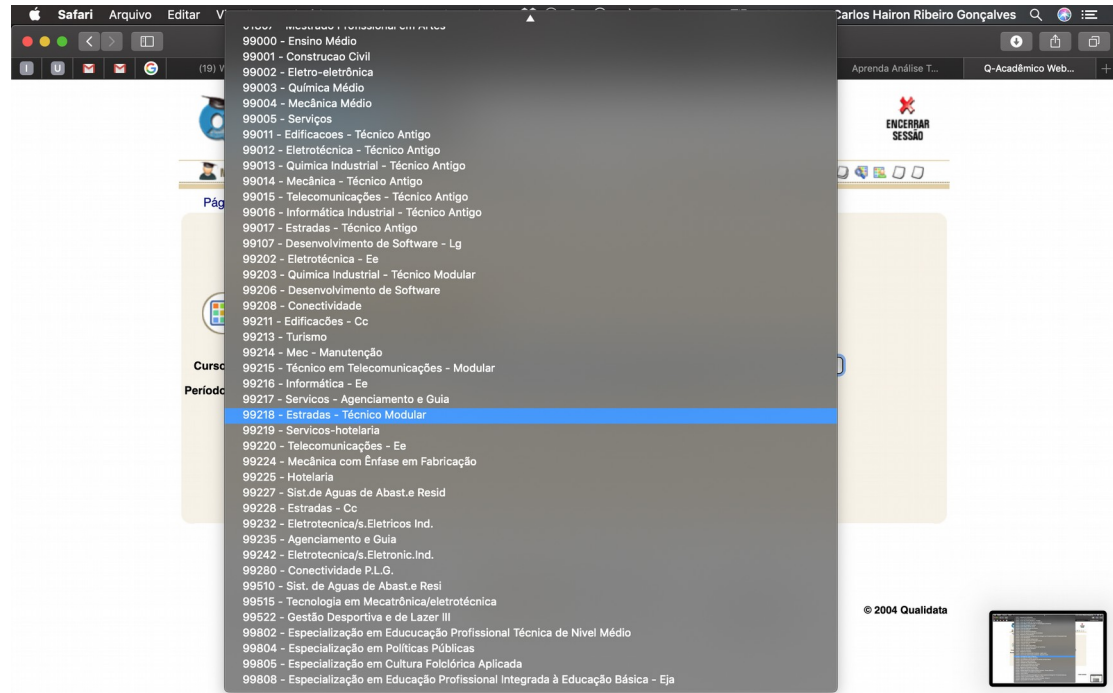 Safari Arquivo Editar
Carlos Hairon Ribeiro Gonçalves
(19)
Aprenda Análise T...
Q-Acadêmico Web...
ENCERRAR
SESSÃO
Pág
Curso
Período
Mestrado Profissional em Artes
99000 - Ensino Médio
99001 - Construcao Civil
99002 - Eletro-eletrônica
99003 - Química Médio
99004 - Mecânica Médio
99005 - Serviços
99011 - Edificacoes - Técnico Antigo
99012 - Eletrotécnica - Técnico Antigo
99013 - Quimica Industrial - Técnico Antigo
99014 - Mecânica - Técnico Antigo
99015 - Telecomunicações - Técnico Antigo
99016 - Informática Industrial - Técnico Antigo
99017 - Estradas - Técnico Antigo
99107 - Desenvolvimento de Software - Lg
99202 - Eletrotécnica - Ee
99203 - Quimica Industrial - Técnico Modular
99206 - Desenvolvimento de Software
99208 - Conectividade
99211 - Edificações - Cc
99213 - Turismo
99214 - Mec - Manutenção
99215 - Técnico em Telecomunicações - Modular
99216 - Informática - Ee
99217 - Servicos - Agenciamento e Guia
99218 - Estradas - Técnico Modular
99219 - Servicos-hotelaria
99220 - Telecomunicações - Ee
99224 - Mecânica com Ênfase em Fabricação
99225 - Hotelaria
99227 - Sist.de Aguas de Abast.e Resid
99228 - Estradas - Cc
99232 - Eletrotecnica/s.Eletricos Ind.
99235 - Agenciamento e Guia
99242 - Eletrotecnica/s.Eletronic.Ind.
99280 - Conectividade P.L.G.
99510 - Sist. de Aguas de Abast.e Resi
99515 - Tecnologia em Mecatrônica/eletrotécnica
99522 - Gestão Desportiva e de Lazer III
99802 - Especialização em Educucação Profissional Técnica de Nivel Médio
99804 - Especialização em Políticas Públicas
99805 - Especialização em Cultura Folclórica Aplicada
99808 - Especialização em Educação Profissional Integrada à Educação Básica - Eja
© 2004 Qualidata